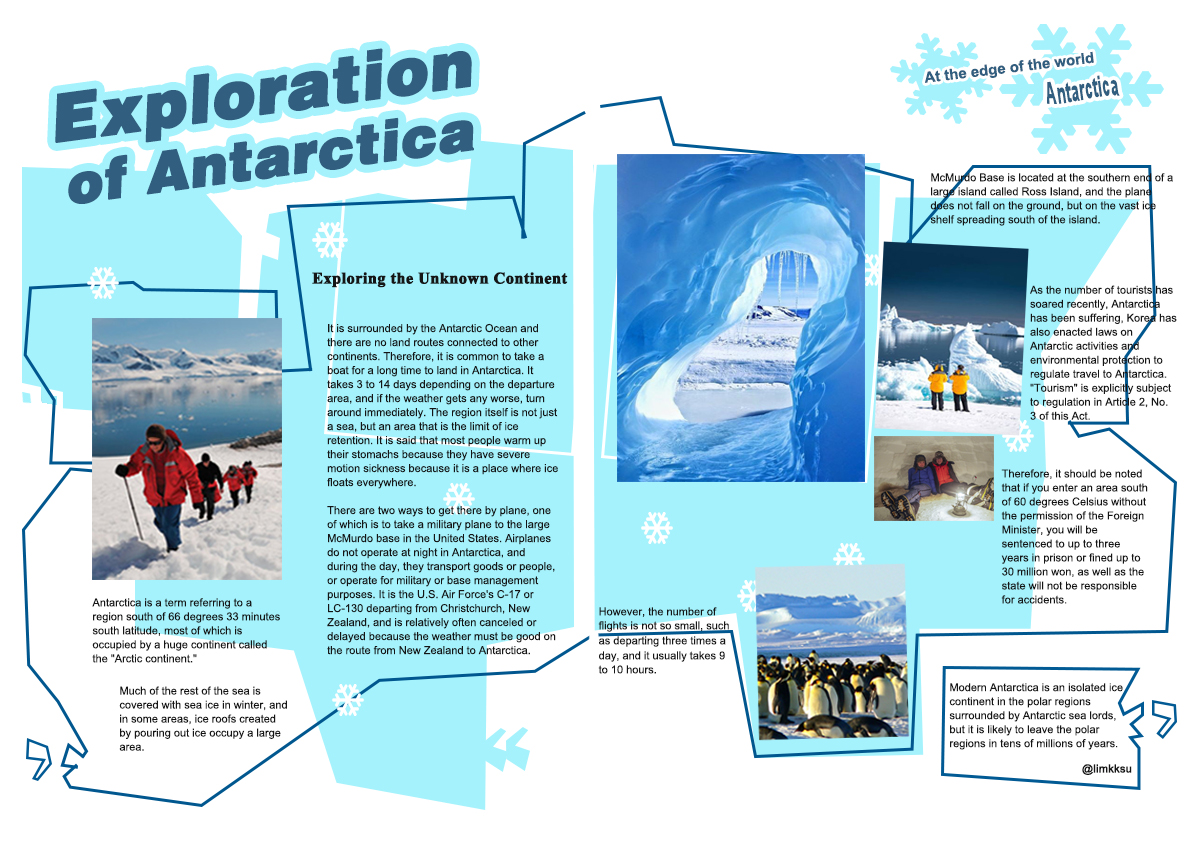 Exploration
of Antarctica
At the edge of the world
Antarctica
Exploring the Unknown Continent
It is surrounded by the Antarctic Ocean and
there are no land routes connected to other
continents. Therefore, it is common to take a
boat for a long time to land in Antarctica. It
takes 3 to 14 days depending on the departure
area, and if the weather gets any worse, turn
around immediately. The region itself is not just
a sea, but an area that is the limit of ice
retention. It is said that most people warm up
their stomachs because they have severe
motion sickness because it is a place where ice
floats everywhere.
There are two ways to get there by plane, one
of which is to take a military plane to the large
McMurdo base in the United States. Airplanes
do not operate at night in Antarctica, and
during the day, they transport goods or people,
or operate for military or base management
purposes. It is the U.S. Air Force's C-17 or
LC-130 departing from Christchurch, New
Zealand, and is relatively often canceled or
delayed because the weather must be good on
the route from New Zealand to Antarctica.
Antarctica is a term referring to a
region south of 66 degrees 33 minutes
south latitude, most of which is
occupied by a huge continent called
the "Arctic continent."
Much of the rest of the sea is
covered with sea ice in winter, and
in some areas, ice roofs created
by pouring out ice occupy a large
area.
However, the number of
flights is not so small, such
as departing three times a
day, and it usually takes 9
to 10 hours.
McMurdo Base is located at the southern end of a
large island called Ross Island, and the plane
does not fall on the ground, but on the vast ice
shelf spreading south of the island.
As the number of tourists has
soared recently, Antarctica
has been suffering, Korea has
also enacted laws on
Antarctic activities and
environmental protection to
regulate travel to Antarctica.
"Tourism" is explicitly subject
to regulation in Article 2, No.
3 of this Act.
Therefore, it should be noted
that if you enter an area south
of 60 degrees Celsius without
the permission of the Foreign
Minister, you will be
sentenced to up to three
years in prison or fined up to
30 million won, as well as the
state will not be responsible
for accidents.
Modern Antarctica is an isolated ice
continent in the polar regions
surrounded by Antarctic sea lords,
but it is likely to leave the polar
regions in tens of millions of years.
@limkksu